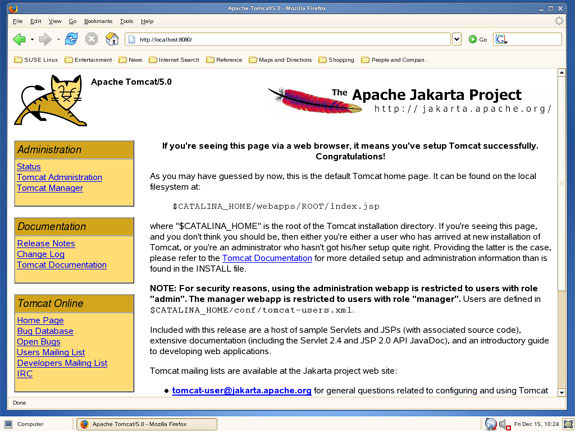 Apache Tomcat/5.0 - Mozilla Firefox
File Edit View Go Bookmarks Tools Help
http://localhost:8080/ Go G
SUSE Linux Entertainment News Internet Search Reference Maps and Directions Shopping People and Compan...
Apache Tomcat/5.0
The Apache Jakarta Project
http://jakarta.apache.org/
Administration
Status
Tomcat Administration
Tomcat Manager
Documentation
Release Notes
Change Log
Tomcat Documentation
Tomcat Online
Home Page
Bug Database
Open Bugs
Users Mailing List
Developers Mailing List
IRC
If you're seeing this page via a web browser, it means you've setup Tomcat successfully.
Congratulations!
As you may have guessed by now, this is the default Tomcat home page. It can be found on the local
filesystem at:
$CATALINA_HOME/webapps/ROOT/index.jsp
where "$CATALINA_HOME" is the root of the Tomcat installation directory. If you're seeing this page,
and you don't think you should be, then either you're either a user who has arrived at new installation of
Tomcat, or you're an administrator who hasn't got his/her setup quite right. Providing the latter is the case,
please refer to the Tomcat Documentation for more detailed setup and administration information than is
found in the INSTALL file.
NOTE: For security reasons, using the administration webapp is restricted to users with role
"admin". The manager webapp is restricted to users with role "manager". Users are defined in
$CATALINA_HOME/conf/tomcat-users.xml.
Included with this release are a host of sample Servlets and JSPs (with associated source code),
extensive documentation (including the Servlet 2.4 and JSP 2.0 API JavaDoc), and an introductory guide
to developing web applications.
Tomcat mailing lists are available at the Jakarta project web site:
• tomcat-user@jakarta.apache.org for general questions related to configuring and using Tomcat
Done
Computer Apache Tomcat/5.0 - Mozilla Firefox Fri Dec 15, 10:24